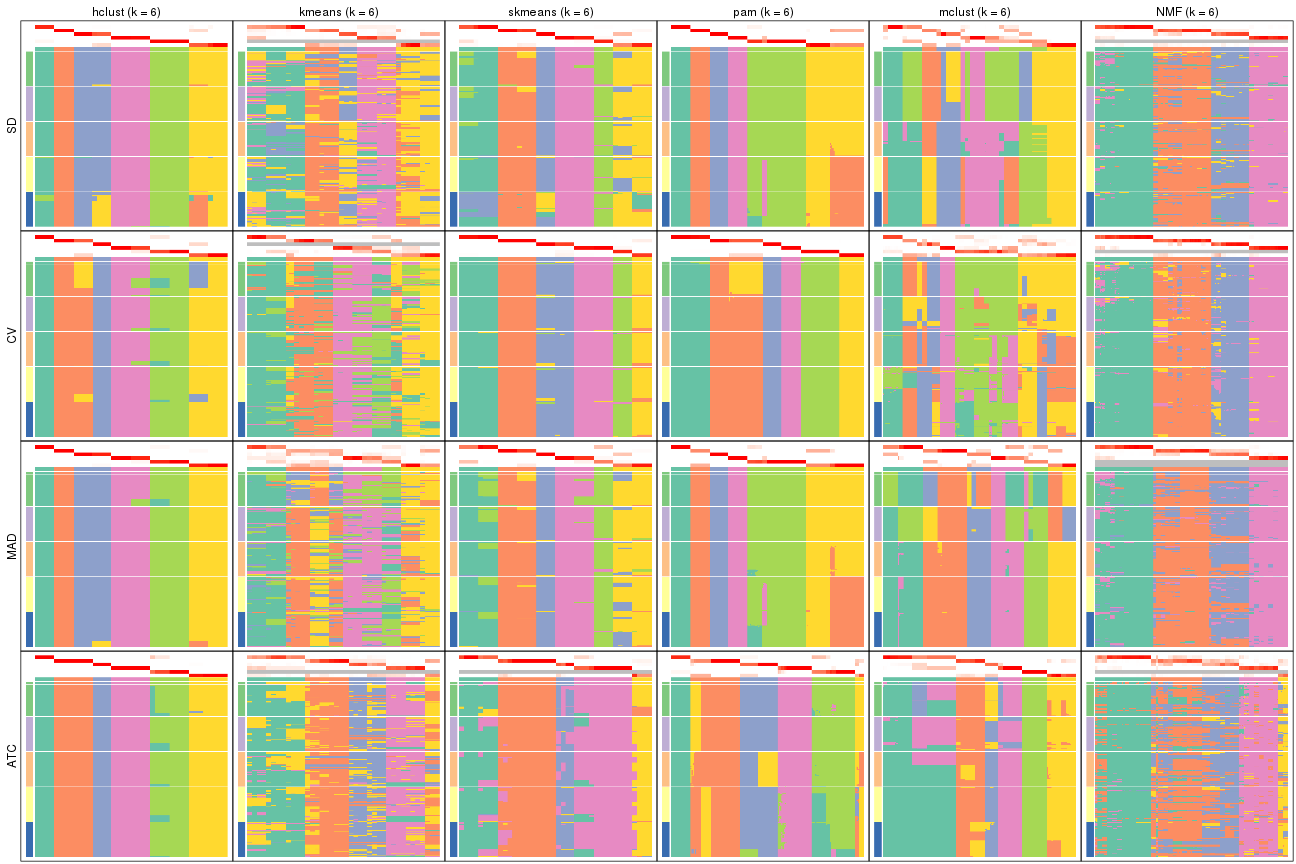 hclust (k = 6) kmeans (k = 6) skmeans (k = 6) pam (k = 6) mclust (k = 6) NMF (k = 6)
SD
CV
MAD
ATC